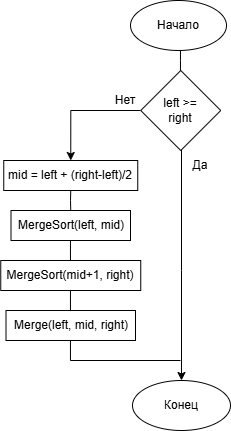 Начало
left >=
right
Нет
Да
mid = left + (right-left)/2
MergeSort(left, mid)
MergeSort(mid+1, right)
Merge(left, mid, right)
Конец